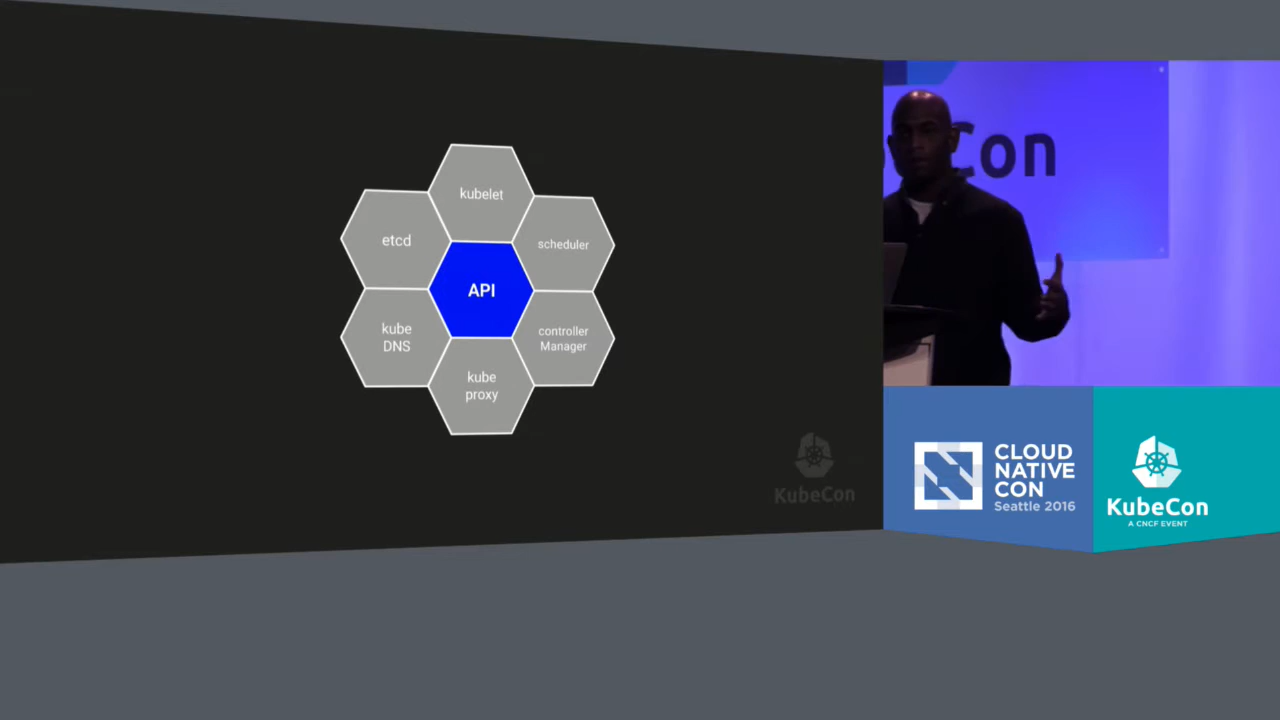 kubelet
etcd
scheduler
API
kube
DNS
controller
Manager
kube
proxy
KubeCon
Con
CLOUD
NATIVE
CON
Seattle 2016
KubeCon
A CNCF EVENT